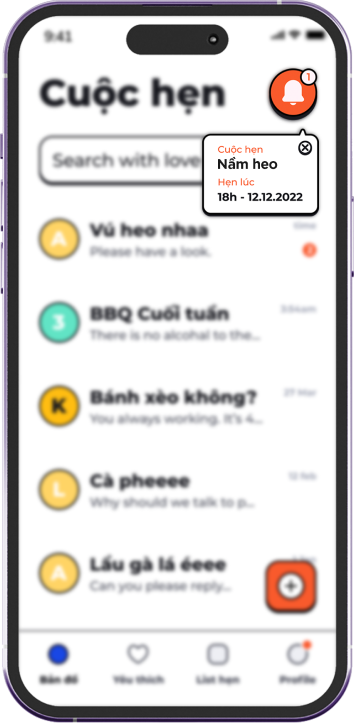 9:41
Cuộc hẹn
1
Search with love
Cuộc hẹn
Nầm heo
Hẹn lúc
18h - 12.12.2022
A
Vú heo nhaa
time
Please have a look.
2
3
BBQ Cuối tuần
There is no alcohal to the...
K
Bánh xèo không?
27 Mar
You always working. It's 4...
L
Cà pheeee
12 feb
Why should we talk to p...
A
Lẩu gà lá éeee
Can you please reply...
Bản đồ
Yêu thích
List hẹn
Profile